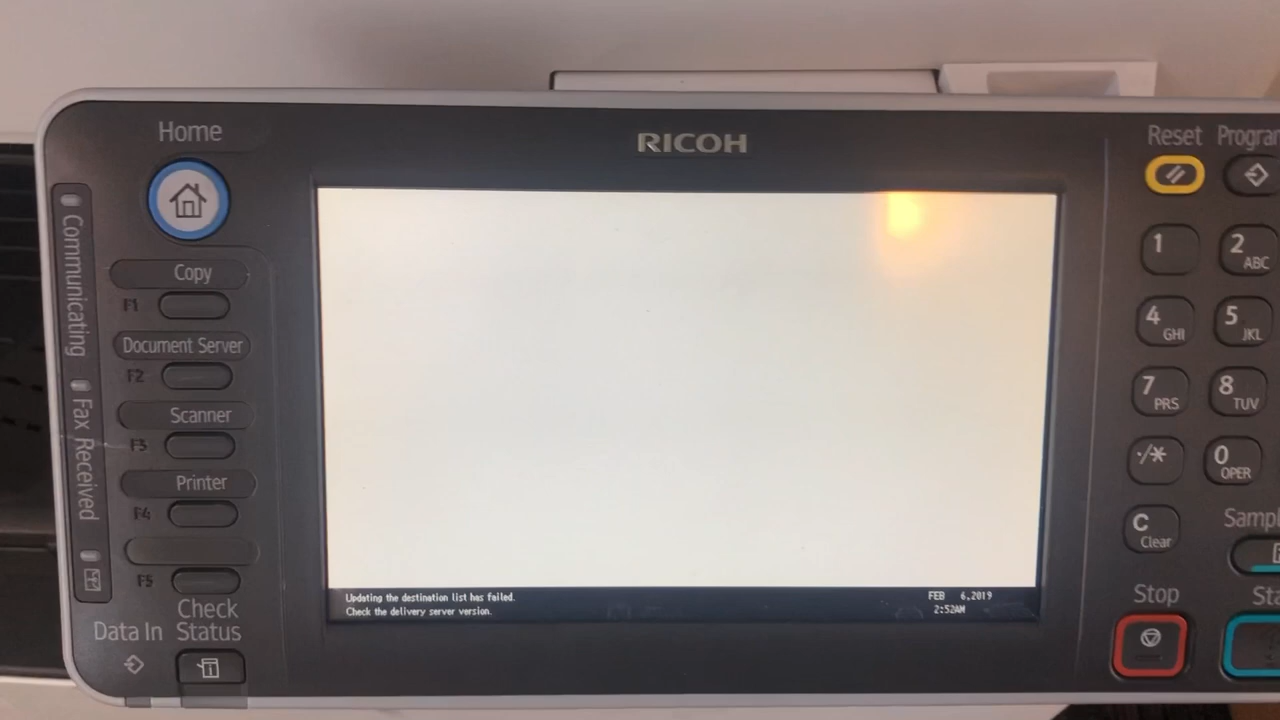 Home
RICOH
Reset
Communicating
Copy
F1
Document Server
F2
Scanner
F3
Fax Received
Printer
F4
F5
Check
Status
Data In
Updating the destination list has failed.
Check the delivery server version.
FEB 6,2019
2:52AM
1
2 ABC
4 GHI
5 JKL
7 PRS
8 TUV
./*
0 OPER
C Clear
Stop